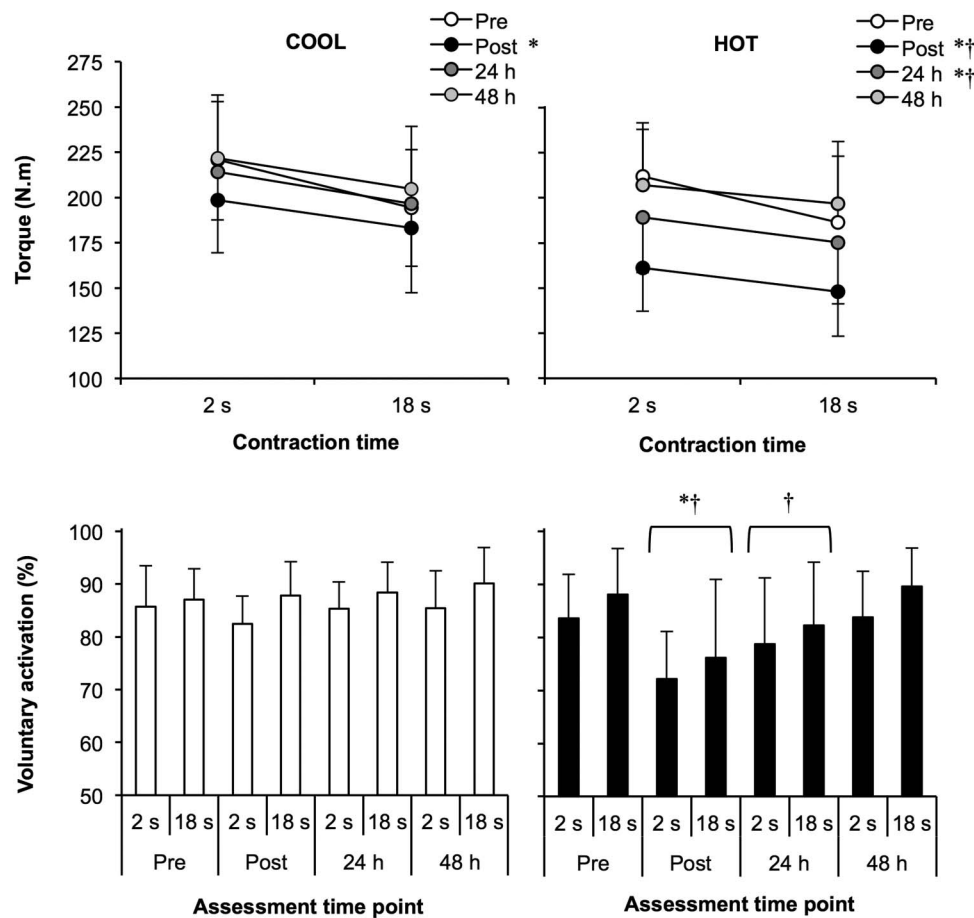 COOL
Pre
Post *
24 h
48 h
HOT
Pre
Post *†
24 h *†
48 h
Torque (N.m)
275
250
225
200
175
150
125
100
2 s 18 s
Contraction time
2 s 18 s
Contraction time
Voluntary activation (%)
100
90
80
70
60
50
2 s 18 s 2 s 18 s 2 s 18 s 2 s 18 s
Pre Post 24 h 48 h
Assessment time point
*† †
2 s 18 s 2 s 18 s 2 s 18 s 2 s 18 s
Pre Post 24 h 48 h
Assessment time point